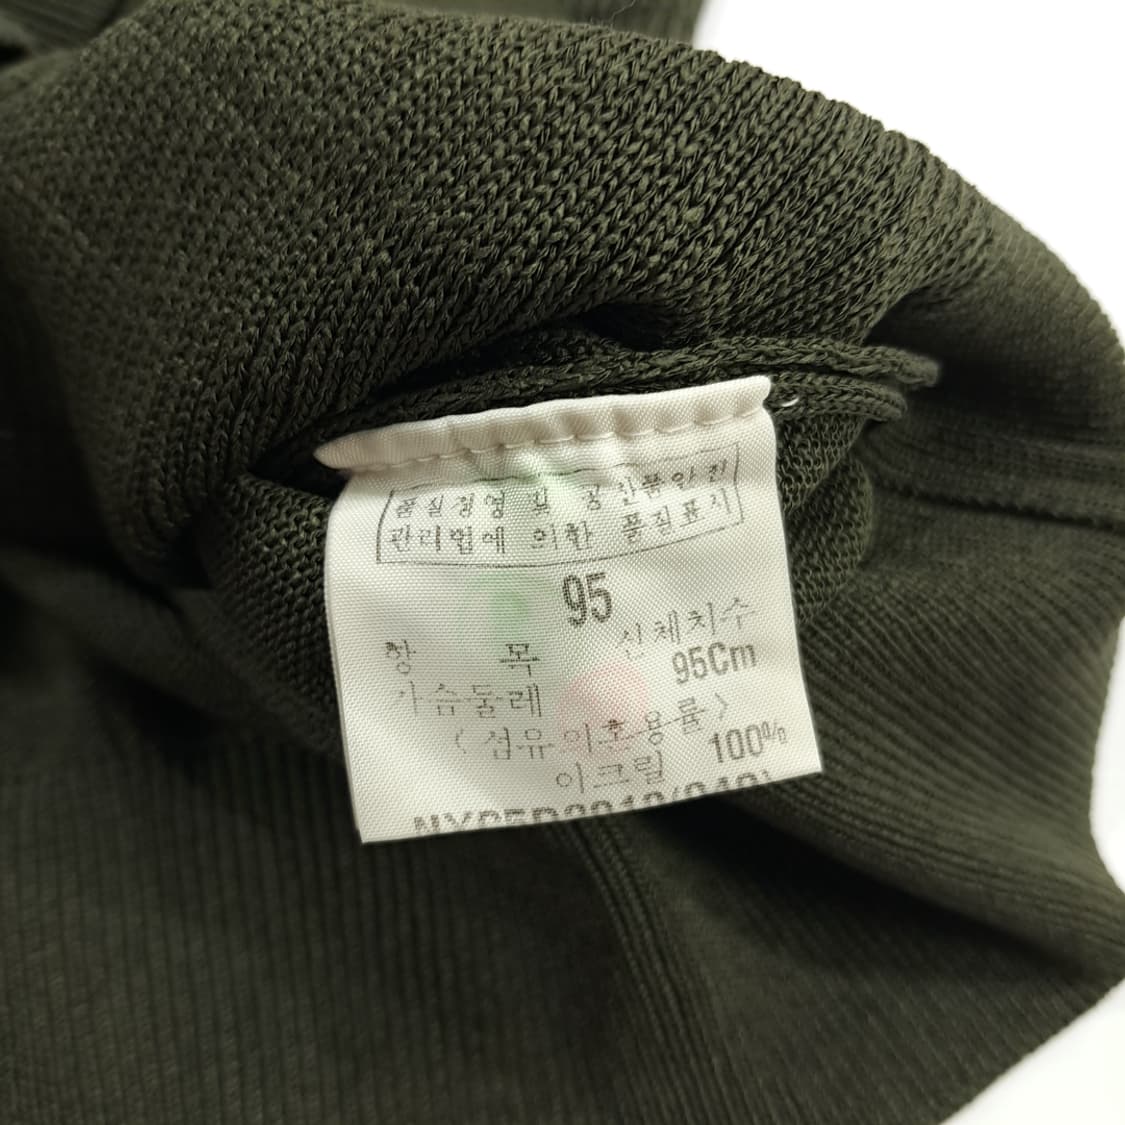 품질경영 및 공산품안전
관리법에 의한 품질표시
95
항 목 신체치수
가슴둘레 95Cm
〈섬유의 혼용률〉
아크릴 100%